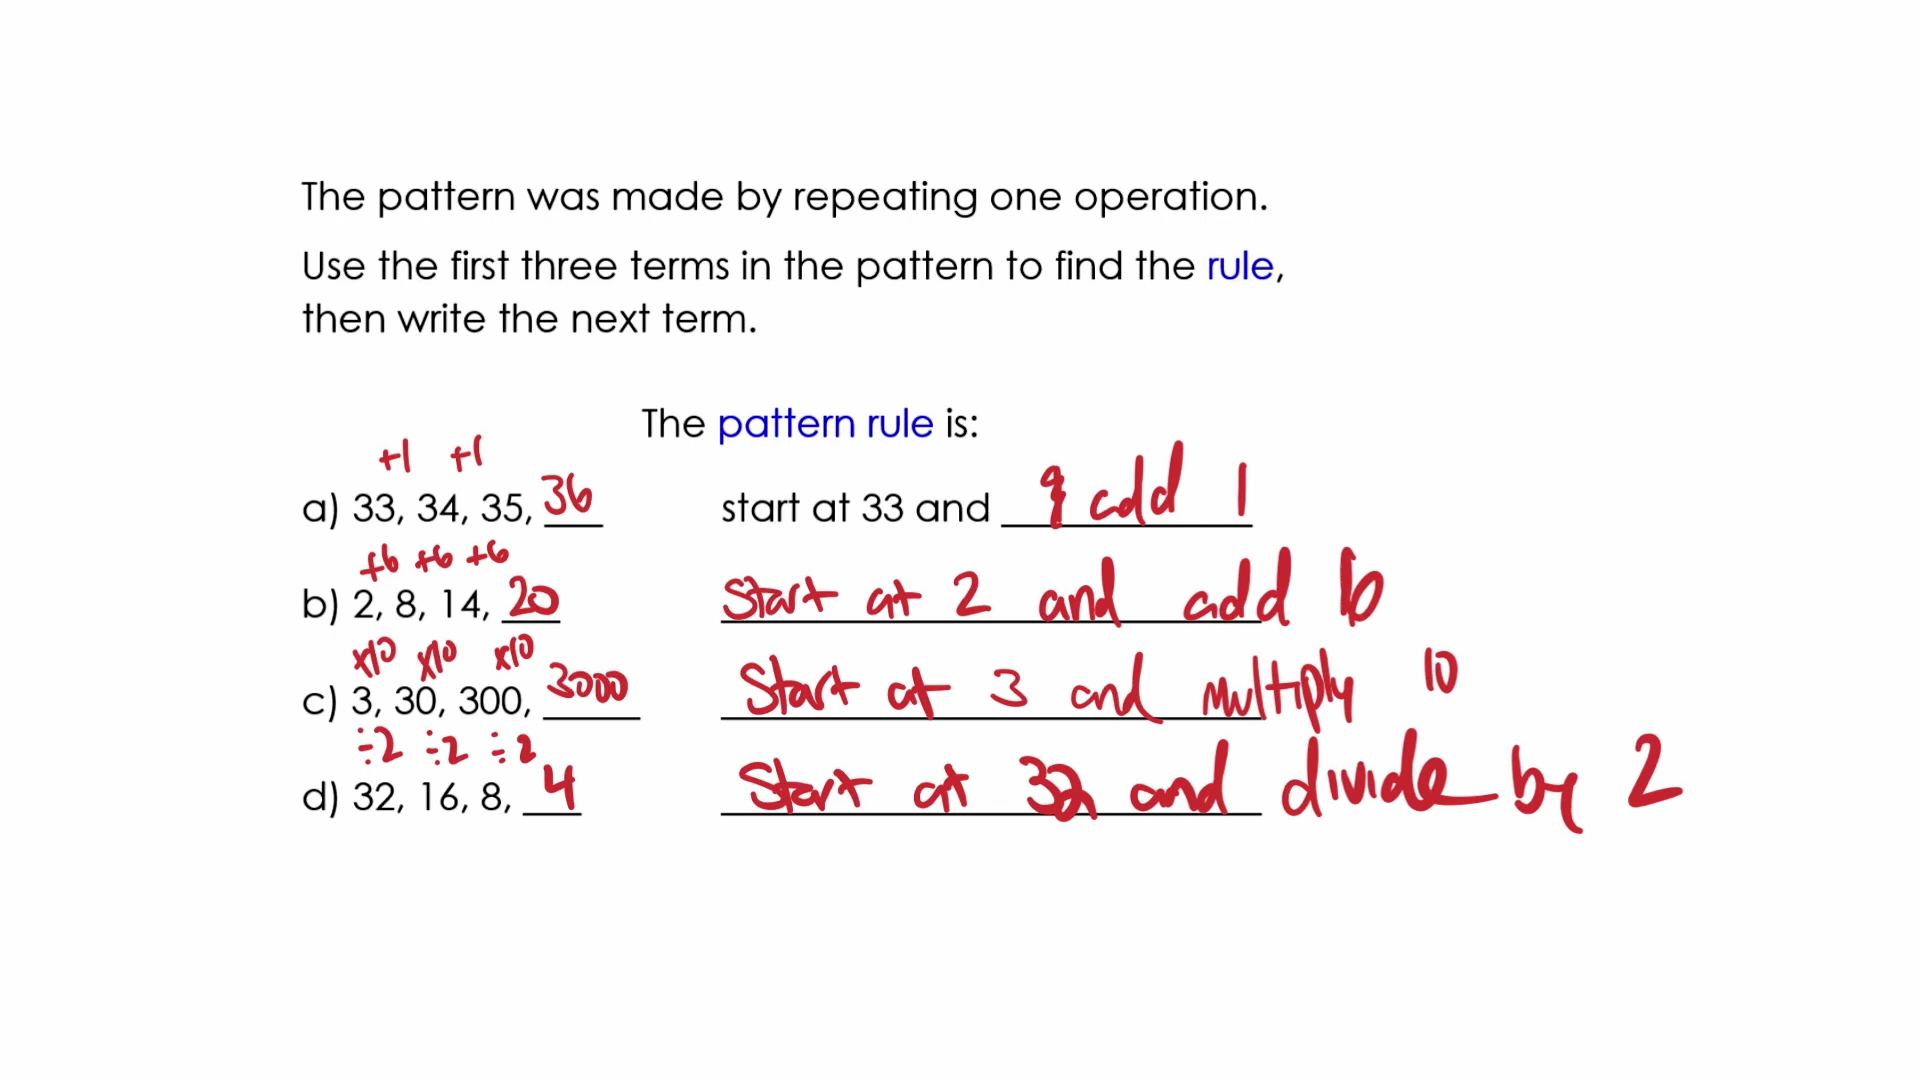 The pattern was made by repeating one operation.
Use the first three terms in the pattern to find the rule,
then write the next term.
The pattern rule is:
+1 +1
a) 33, 34, 35, 36 start at 33 and add 1
+6 +6 +6
b) 2, 8, 14, 20 Start at 2 and add 6
x10 x10 x10
c) 3, 30, 300, 3000 Start at 3 and multiply 10
÷2 ÷2 ÷2
d) 32, 16, 8, 4 Start at 32 and divide by 2